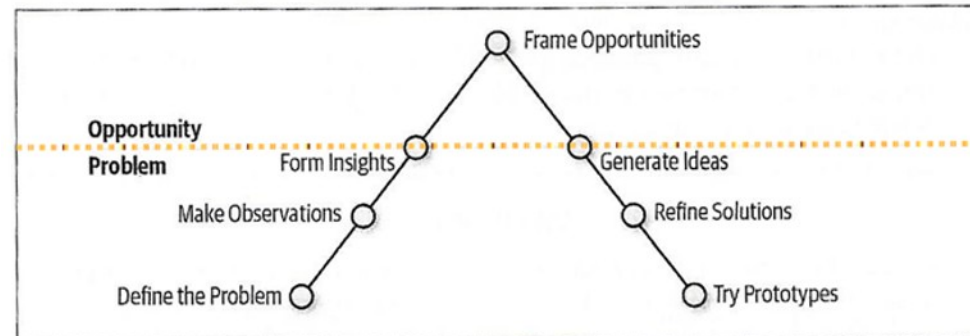 Frame Opportunities
Opportunity
Problem
Form Insights
Generate Ideas
Make Observations
Refine Solutions
Define the Problem
Try Prototypes